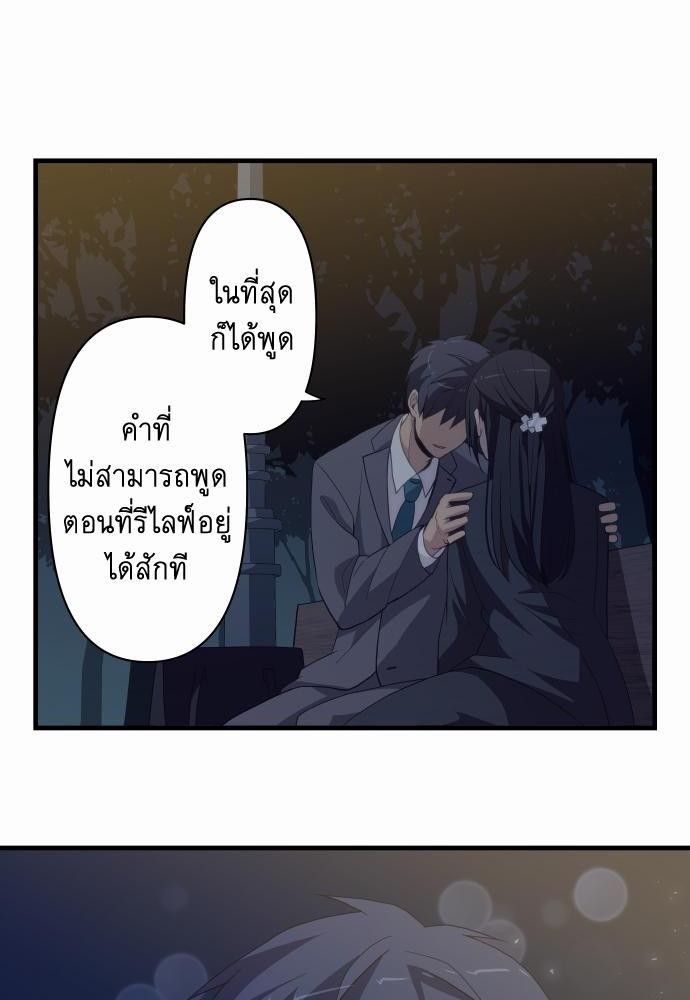 ในที่สุด
ก็ได้พูด
คำที่
ไม่สามารถพูด
ตอนที่รีไลฟ์อยู่
ได้สักที